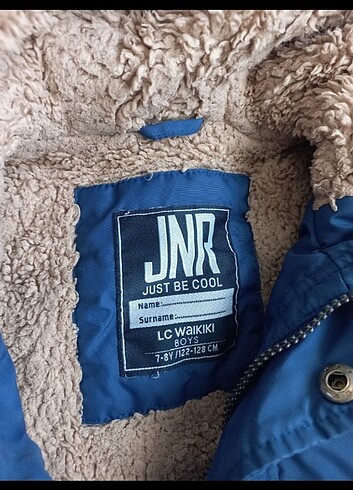 JNR
JUST BE COOL
Name:
Surname:
LC WAIKIKI
BOYS
7-8Y /122-128 CM